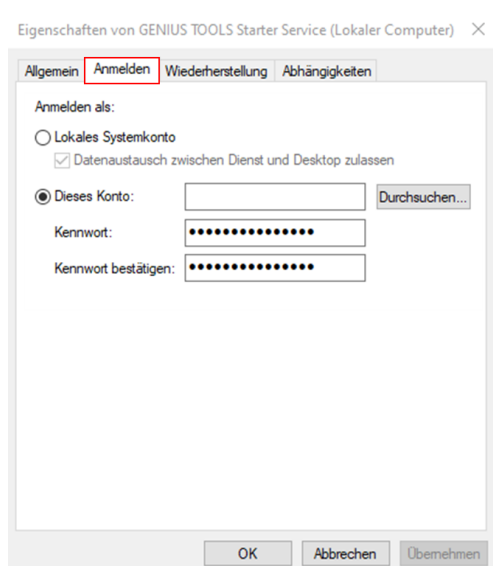 Eigenschaften von GENIUS TOOLS Starter Service (Lokaler Computer)
Allgemein Anmelden Wiederherstellung Abhängigkeiten
Anmelden als:
Lokales Systemkonto
Datenaustausch zwischen Dienst und Desktop zulassen
Dieses Konto: Durchsuchen...
Kennwort: •••••••••••••••
Kennwort bestätigen: •••••••••••••••
OK Abbrechen Übernehmen